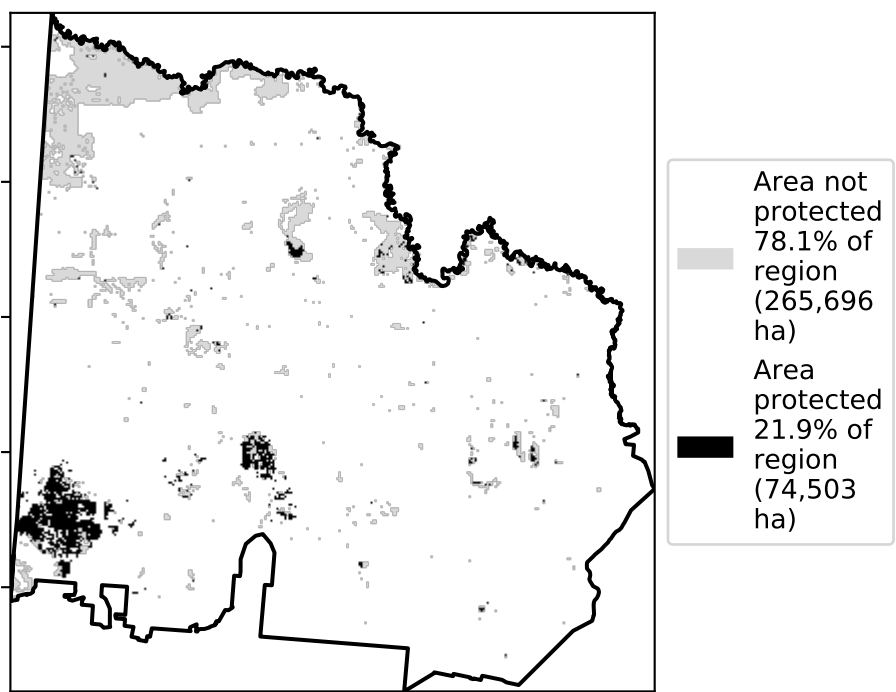 Area not
protected
78.1% of
region
(265,696
ha)
Area
protected
21.9% of
region
(74,503
ha)